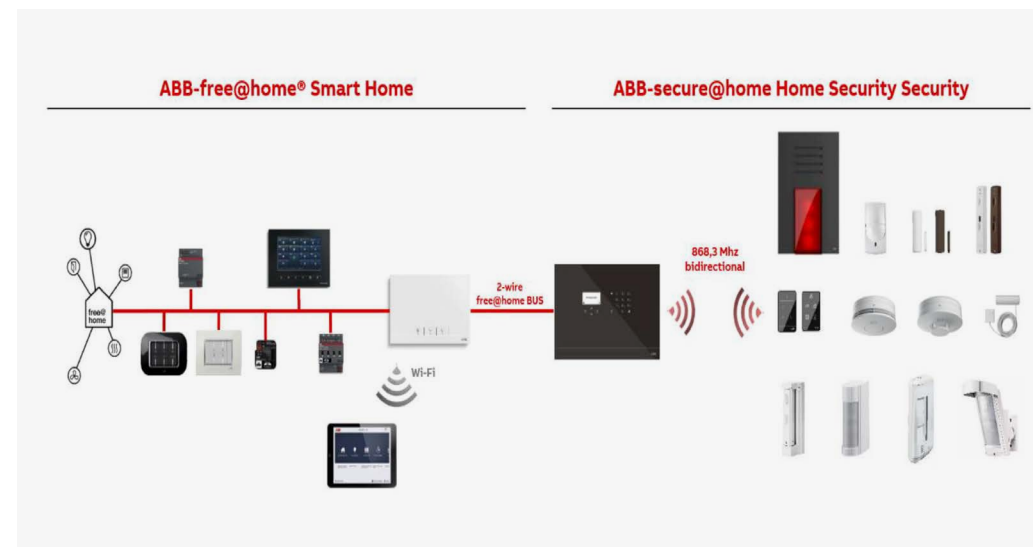 ABB-free@home® Smart Home
ABB-secure@home Home Security Security
868,3 Mhz
bidirectional
2-wire
free@home BUS
free@
home
Wi-Fi